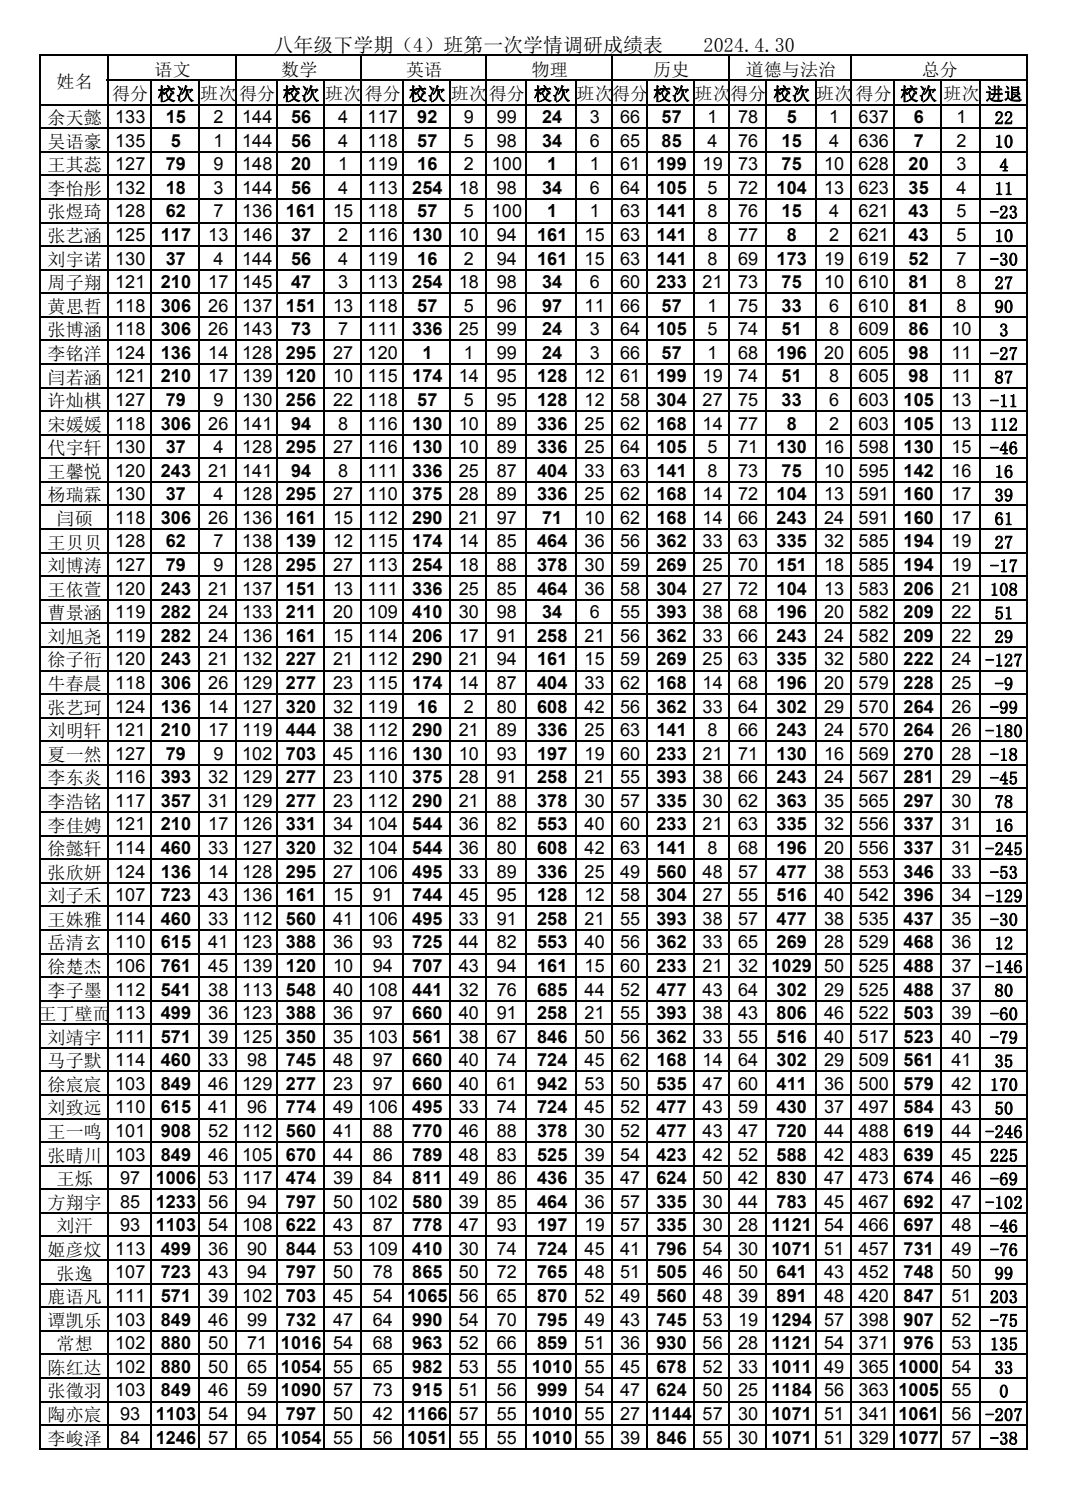 八年级下学期（4）班第一次学情调研成绩表 2024.4.30
姓名 语文 数学 英语 物理 历史 道德与法治 总分
得分 校次 班次 得分 校次 班次 得分 校次 班次 得分 校次 班次 得分 校次 班次 得分 校次 班次 得分 校次 班次 进退
余天懿 133 15 2 144 56 4 117 92 9 99 24 3 66 57 1 78 5 1 637 6 1 22
吴语豪 135 5 1 144 56 4 118 57 5 98 34 6 65 85 4 76 15 4 636 7 2 10
王其蕊 127 79 9 148 20 1 119 16 2 100 1 1 61 199 19 73 75 10 628 20 3 4
李怡彤 132 18 3 144 56 4 113 254 18 98 34 6 64 105 5 72 104 13 623 35 4 11
张煜琦 128 62 7 136 161 15 118 57 5 100 1 1 63 141 8 76 15 4 621 43 5 -23
张艺涵 125 117 13 146 37 2 116 130 10 94 161 15 63 141 8 77 8 2 621 43 5 10
刘宇诺 130 37 4 144 56 4 119 16 2 94 161 15 63 141 8 69 173 19 619 52 7 -30
周子翔 121 210 17 145 47 3 113 254 18 98 34 6 60 233 21 73 75 10 610 81 8 27
黄思哲 118 306 26 137 151 13 118 57 5 96 97 11 66 57 1 75 33 6 610 81 8 90
张博涵 118 306 26 143 73 7 111 336 25 99 24 3 64 105 5 74 51 8 609 86 10 3
李铭洋 124 136 14 128 295 27 120 1 1 99 24 3 66 57 1 68 196 20 605 98 11 -27
闫若涵 121 210 17 139 120 10 115 174 14 95 128 12 61 199 19 74 51 8 605 98 11 87
许灿棋 127 79 9 130 256 22 118 57 5 95 128 12 58 304 27 75 33 6 603 105 13 -11
宋媛媛 118 306 26 141 94 8 116 130 10 89 336 25 62 168 14 77 8 2 603 105 13 112
代宇轩 130 37 4 128 295 27 116 130 10 89 336 25 64 105 5 71 130 16 598 130 15 -46
王馨悦 120 243 21 141 94 8 111 336 25 87 404 33 63 141 8 73 75 10 595 142 16 16
杨瑞霖 130 37 4 128 295 27 110 375 28 89 336 25 62 168 14 72 104 13 591 160 17 39
闫硕 118 306 26 136 161 15 112 290 21 97 71 10 62 168 14 66 243 24 591 160 17 61
王贝贝 128 62 7 138 139 12 115 174 14 85 464 36 56 362 33 63 335 32 585 194 19 27
刘博涛 127 79 9 128 295 27 113 254 18 88 378 30 59 269 25 70 151 18 585 194 19 -17
王依萱 120 243 21 137 151 13 111 336 25 85 464 36 58 304 27 72 104 13 583 206 21 108
曹景涵 119 282 24 133 211 20 109 410 30 98 34 6 55 393 38 68 196 20 582 209 22 51
刘旭尧 119 282 24 136 161 15 114 206 17 91 258 21 56 362 33 66 243 24 582 209 22 29
徐子衍 120 243 21 132 227 21 112 290 21 94 161 15 59 269 25 63 335 32 580 222 24 -127
牛春晨 118 306 26 129 277 23 115 174 14 87 404 33 62 168 14 68 196 20 579 228 25 -9
张艺珂 124 136 14 127 320 32 119 16 2 80 608 42 56 362 33 64 302 29 570 264 26 -99
刘明轩 121 210 17 119 444 38 112 290 21 89 336 25 63 141 8 66 243 24 570 264 26 -180
夏一然 127 79 9 102 703 45 116 130 10 93 197 19 60 233 21 71 130 16 569 270 28 -18
李东炎 116 393 32 129 277 23 110 375 28 91 258 21 55 393 38 66 243 24 567 281 29 -45
李浩铭 117 357 31 129 277 23 112 290 21 88 378 30 57 335 30 62 363 35 565 297 30 78
李佳娉 121 210 17 126 331 34 104 544 36 82 553 40 60 233 21 63 335 32 556 337 31 16
徐懿轩 114 460 33 127 320 32 104 544 36 80 608 42 63 141 8 68 196 20 556 337 31 -245
张欣妍 124 136 14 128 295 27 106 495 33 89 336 25 49 560 48 57 477 38 553 346 33 -53
刘子禾 107 723 43 136 161 15 91 744 45 95 128 12 58 304 27 55 516 40 542 396 34 -129
王姝雅 114 460 33 112 560 41 106 495 33 91 258 21 55 393 38 57 477 38 535 437 35 -30
岳清玄 110 615 41 123 388 36 93 725 44 82 553 40 56 362 33 65 269 28 529 468 36 12
徐楚杰 106 761 45 139 120 10 94 707 43 94 161 15 60 233 21 32 1029 50 525 488 37 -146
李子墨 112 541 38 113 548 40 108 441 32 76 685 44 52 477 43 64 302 29 525 488 37 80
王丁壁而 113 499 36 123 388 36 97 660 40 91 258 21 55 393 38 43 806 46 522 503 39 -60
刘靖宇 111 571 39 125 350 35 103 561 38 67 846 50 56 362 33 55 516 40 517 523 40 -79
马子默 114 460 33 98 745 48 97 660 40 74 724 45 62 168 14 64 302 29 509 561 41 35
徐宸宸 103 849 46 129 277 23 97 660 40 61 942 53 50 535 47 60 411 36 500 579 42 170
刘致远 110 615 41 96 774 49 106 495 33 74 724 45 52 477 43 59 430 37 497 584 43 50
王一鸣 101 908 52 112 560 41 88 770 46 88 378 30 52 477 43 47 720 44 488 619 44 -246
张晴川 103 849 46 105 670 44 86 789 48 83 525 39 54 423 42 52 588 42 483 639 45 225
王烁 97 1006 53 117 474 39 84 811 49 86 436 35 47 624 50 42 830 47 473 674 46 -69
方翔宇 85 1233 56 94 797 50 102 580 39 85 464 36 57 335 30 44 783 45 467 692 47 -102
刘汗 93 1103 54 108 622 43 87 778 47 93 197 19 57 335 30 28 1121 54 466 697 48 -46
姬彦炆 113 499 36 90 844 53 109 410 30 74 724 45 41 796 54 30 1071 51 457 731 49 -76
张逸 107 723 43 94 797 50 78 865 50 72 765 48 51 505 46 50 641 43 452 748 50 99
鹿语凡 111 571 39 102 703 45 54 1065 56 65 870 52 49 560 48 39 891 48 420 847 51 203
谭凯乐 103 849 46 99 732 47 64 990 54 70 795 49 43 745 53 19 1294 57 398 907 52 -75
常想 102 880 50 71 1016 54 68 963 52 66 859 51 36 930 56 28 1121 54 371 976 53 135
陈红达 102 880 50 65 1054 55 65 982 53 55 1010 55 45 678 52 33 1011 49 365 1000 54 33
张徵羽 103 849 46 59 1090 57 73 915 51 56 999 54 47 624 50 25 1184 56 363 1005 55 0
陶亦宸 93 1103 54 94 797 50 42 1166 57 55 1010 55 27 1144 57 30 1071 51 341 1061 56 -207
李峻泽 84 1246 57 65 1054 55 56 1051 55 55 1010 55 39 846 55 30 1071 51 329 1077 57 -38